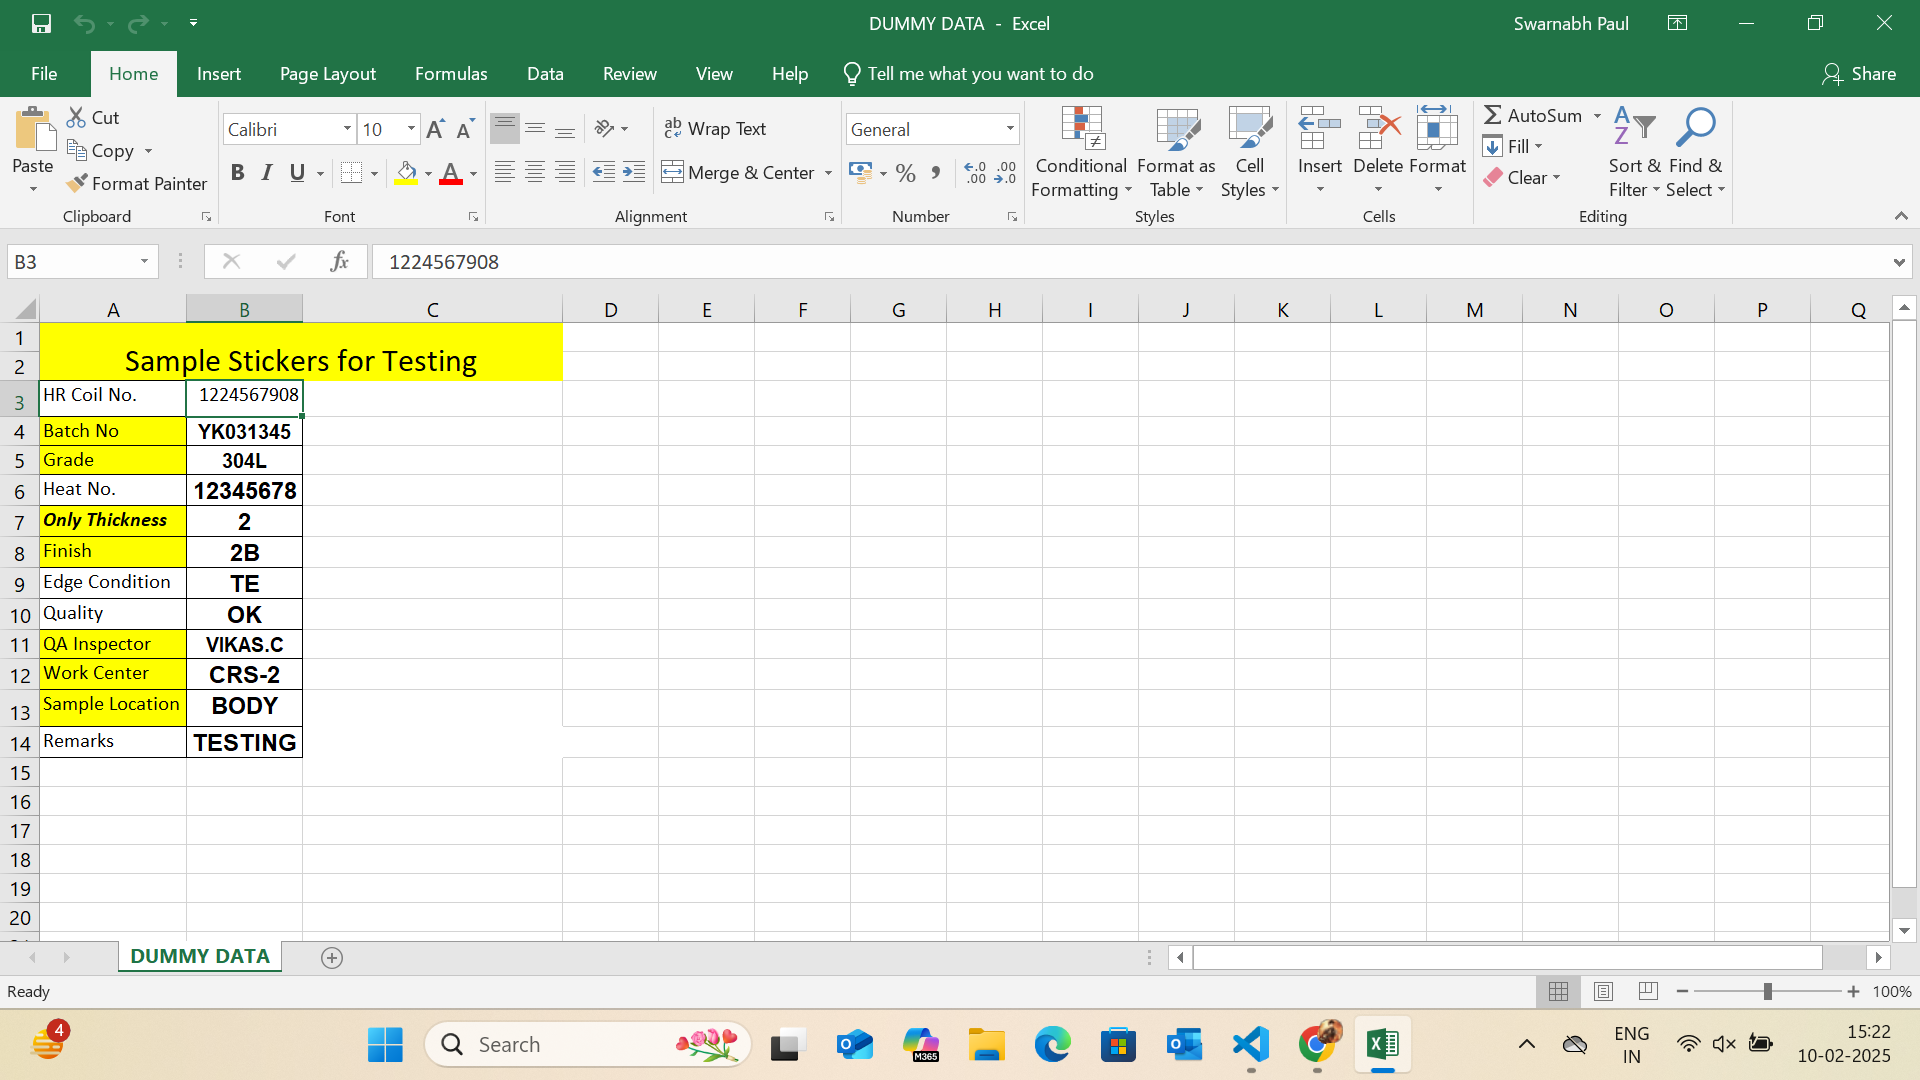 DUMMY DATA - Excel
Swarnabh Paul
File Home Insert Page Layout Formulas Data Review View Help Tell me what you want to do Share
Paste
Cut
Copy
Format Painter
Clipboard
Calibri 10
B I U
Font
Wrap Text
Merge & Center
Alignment
General
% , .0 .00
Number
Conditional Formatting
Format as Table
Cell Styles
Styles
Insert Delete Format
Cells
AutoSum
Fill
Clear
Sort & Filter
Find & Select
Editing
B3 fx 1224567908
A B C D E F G H I J K L M N O P Q
1
2 Sample Stickers for Testing
3 HR Coil No. 1224567908
4 Batch No YK031345
5 Grade 304L
6 Heat No. 12345678
7 Only Thickness 2
8 Finish 2B
9 Edge Condition TE
10 Quality OK
11 QA Inspector VIKAS.C
12 Work Center CRS-2
13 Sample Location BODY
14 Remarks TESTING
15
16
17
18
19
20
DUMMY DATA
Ready 100%
4 Search M365 ENG IN 15:22
10-02-2025